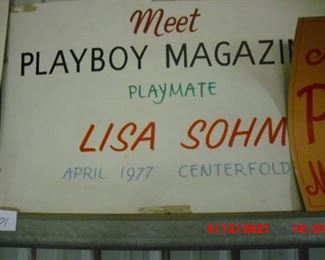 Meet
PLAYBOY MAGAZIN
PLAYMATE
LISA SOHM
APRIL 1977 CENTERFOLD